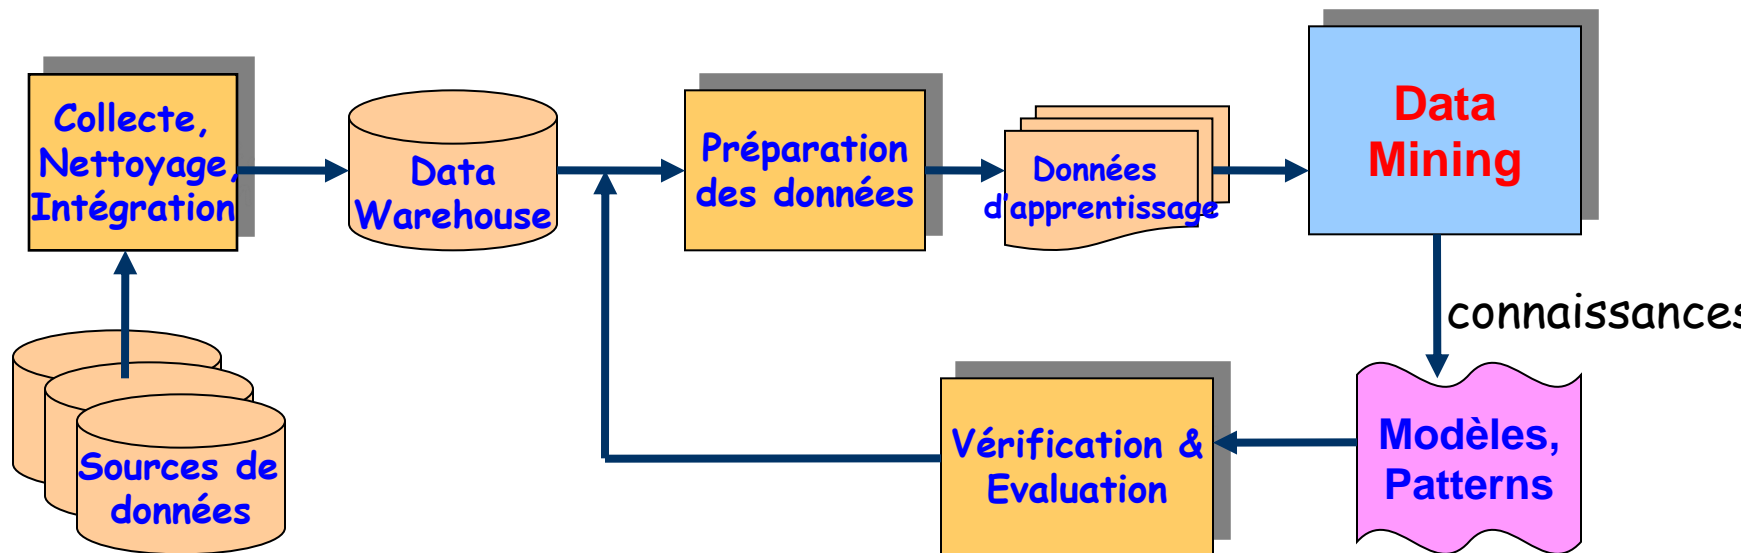 Collecte,
Nettoyage,
Intégration
Data
Warehouse
Préparation
des données
Données
d'apprentissage
Data
Mining
connaissances
Sources de
données
Vérification &
Evaluation
Modèles,
Patterns